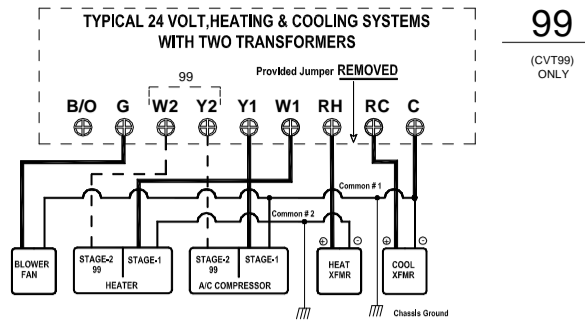 TYPICAL 24 VOLT,HEATING & COOLING SYSTEMS
WITH TWO TRANSFORMERS
99
(CVT99)
ONLY
99
Provided Jumper REMOVED
B/O G W2 Y2 Y1 W1 RH RC C
Common # 1
Common # 2
BLOWER
FAN
STAGE-2
99
STAGE-1
HEATER
STAGE-2
99
STAGE-1
A/C COMPRESSOR
HEAT
XFMR
COOL
XFMR
Chassis Ground